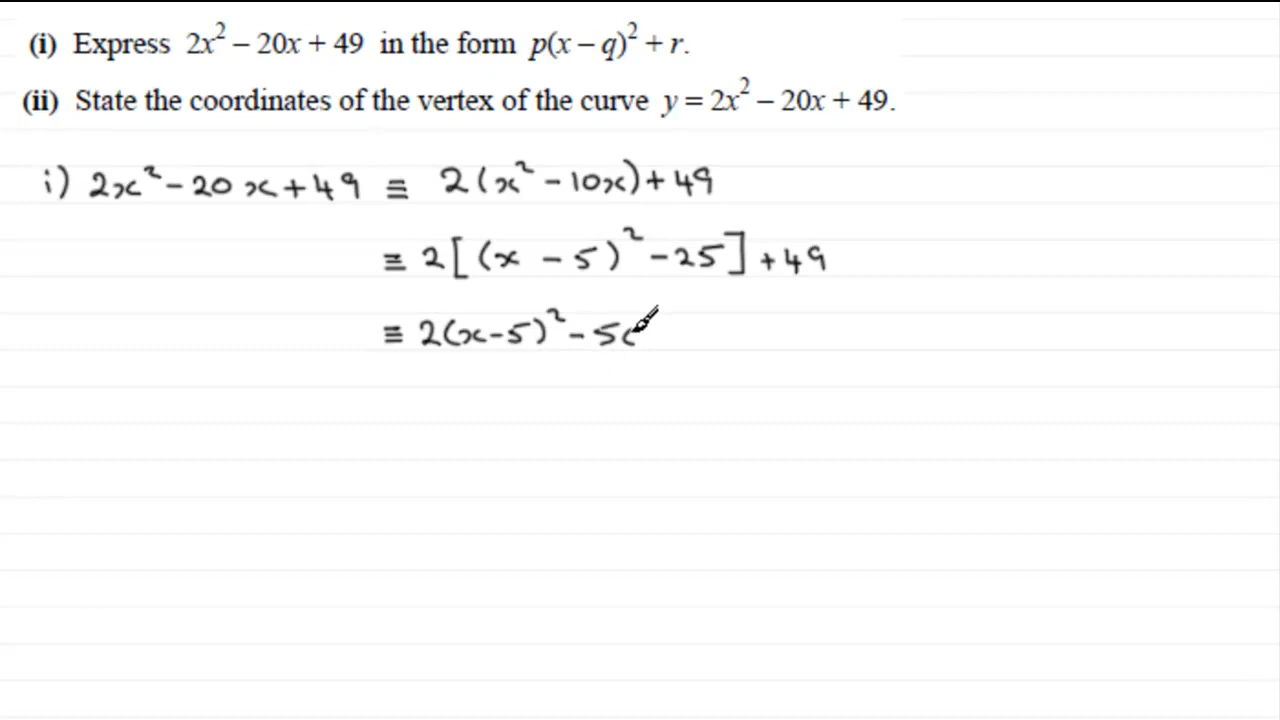 (i) Express 2x² – 20x + 49 in the form p(x – q)² + r.
(ii) State the coordinates of the vertex of the curve y = 2x² – 20x + 49.
i) 2x² - 20x + 49 ≡ 2(x² - 10x) + 49
≡ 2[(x - 5)² - 25] + 49
≡ 2(x - 5)² - 5